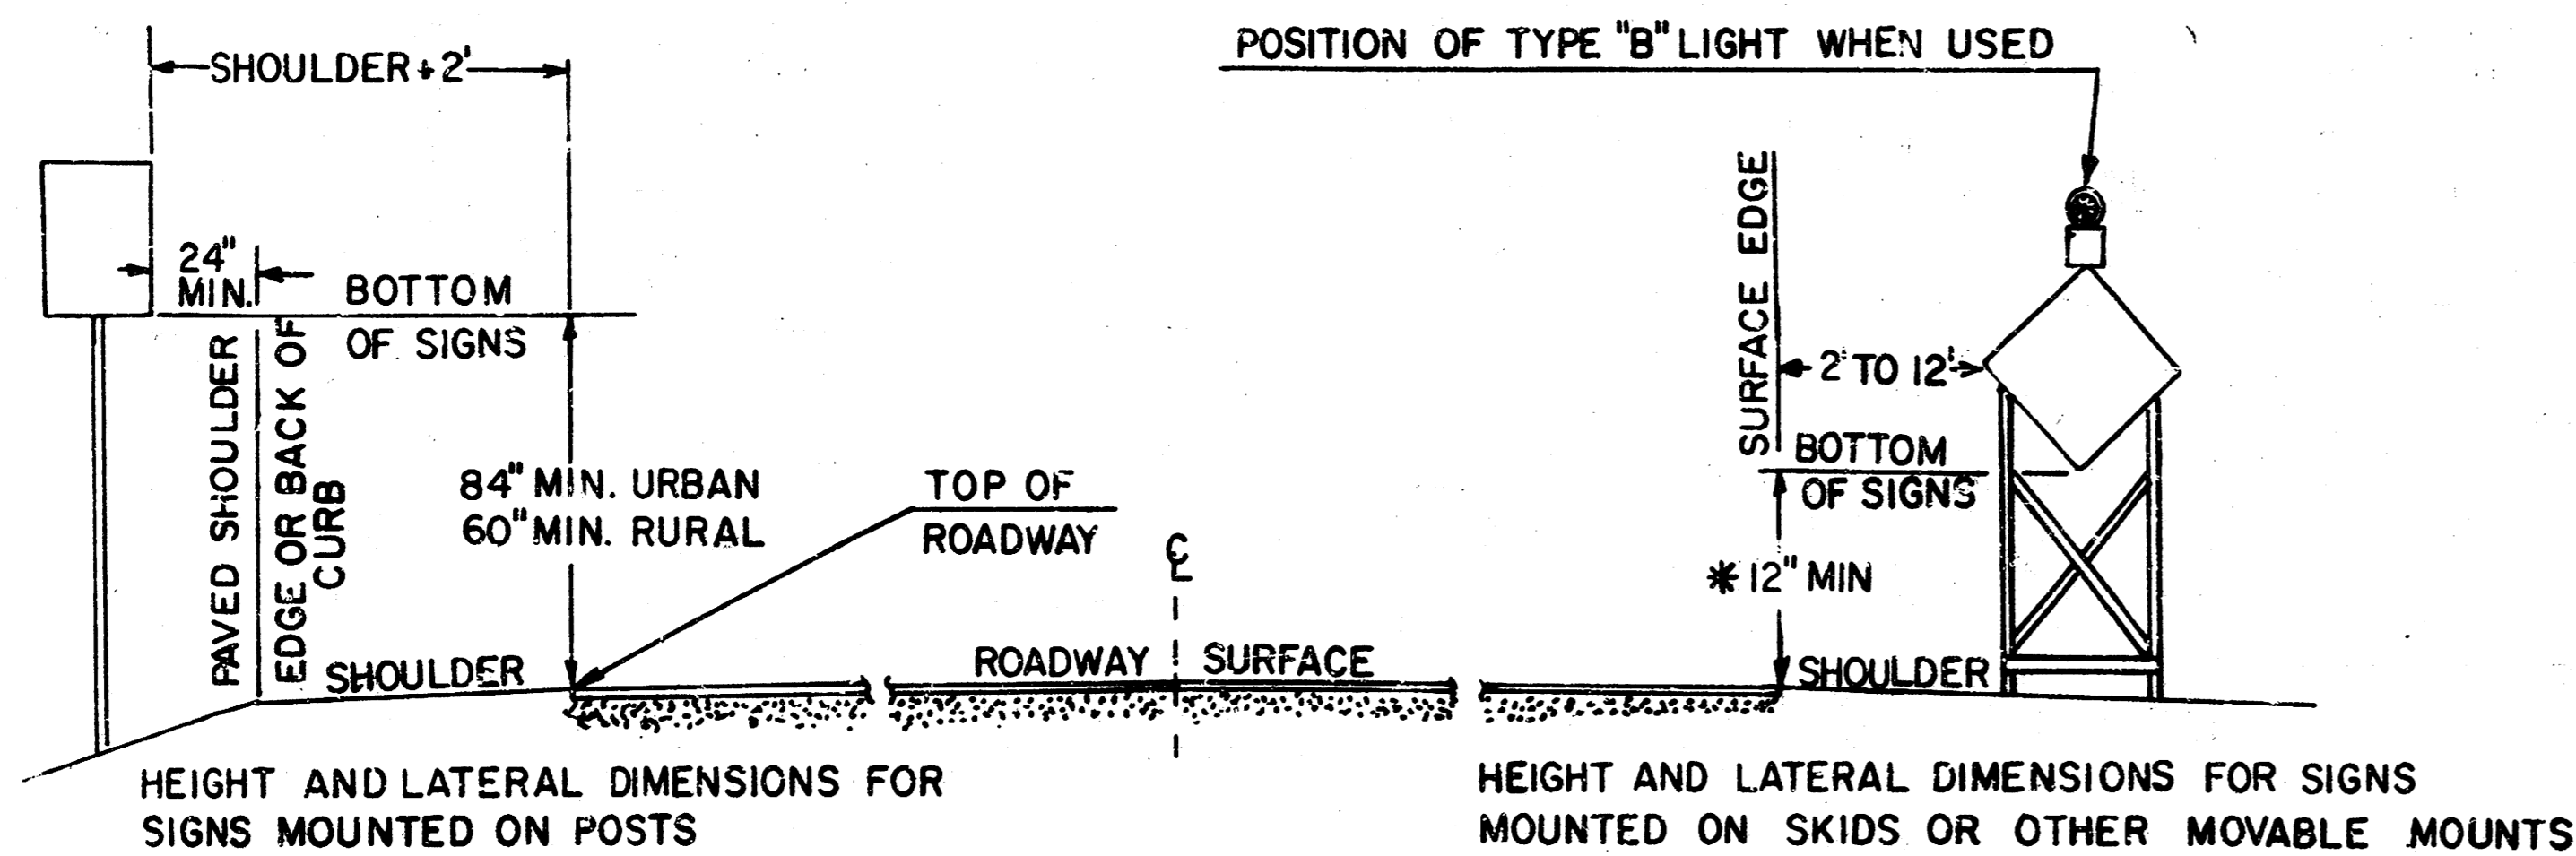 SHOULDER + 2'
POSITION OF TYPE "B" LIGHT WHEN USED
24"
MIN.
BOTTOM
OF SIGNS
PAVED SHOULDER
EDGE OR BACK OF
CURB
84" MIN. URBAN
60" MIN. RURAL
TOP OF
ROADWAY
SHOULDER
ROADWAY SURFACE
℄
SURFACE EDGE
2' TO 12'
BOTTOM
OF SIGNS
* 12" MIN
SHOULDER
HEIGHT AND LATERAL DIMENSIONS FOR
SIGNS MOUNTED ON POSTS
HEIGHT AND LATERAL DIMENSIONS FOR SIGNS
MOUNTED ON SKIDS OR OTHER MOVABLE MOUNTS